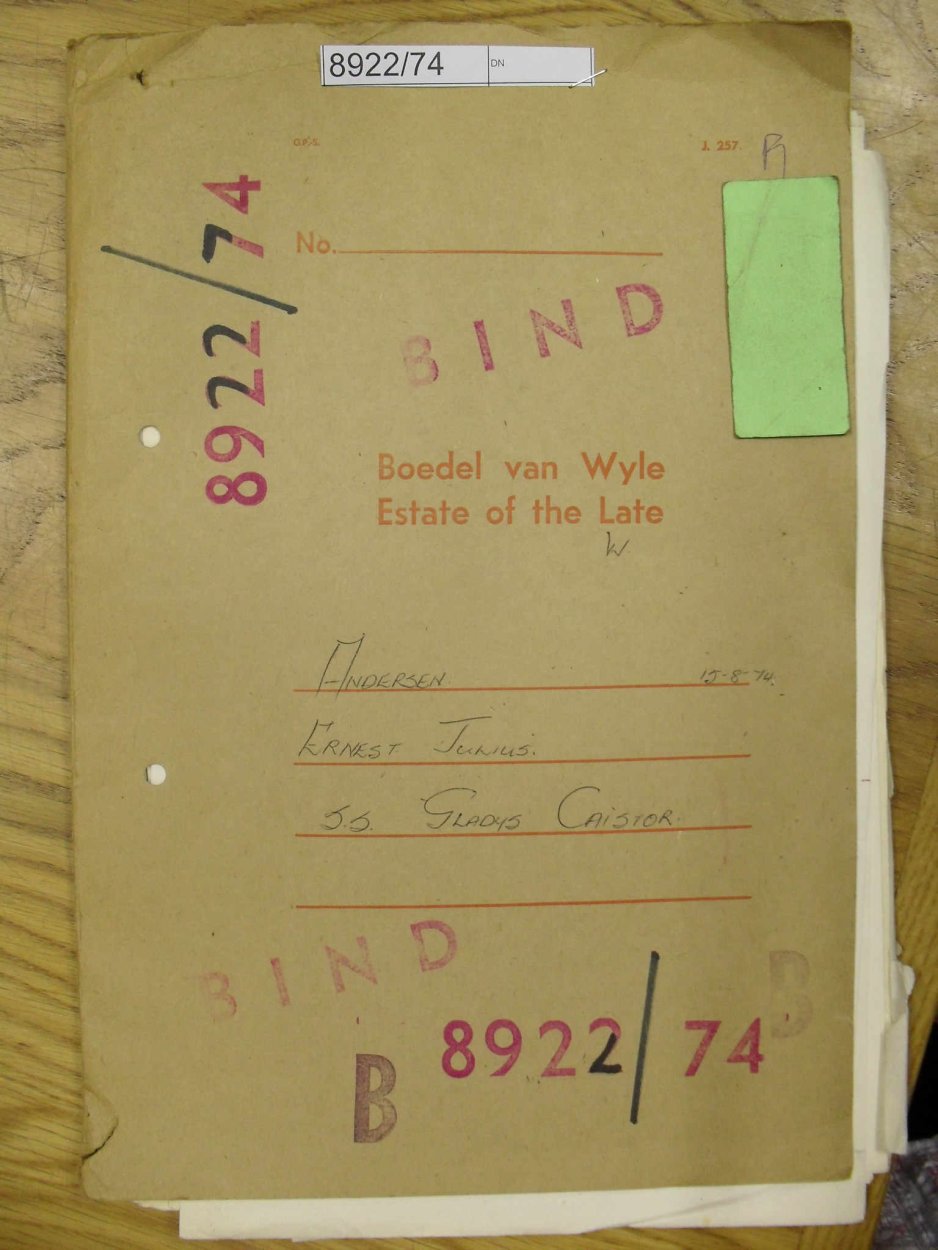 8922/74 DN
G.P.-S. J. 257.
8922/74
No.
BIND
Boedel van Wyle
Estate of the Late
W.
ANDERSEN 15-8-74.
ERNEST JUNIUS.
S.S. GLADYS CAISTOR.
BIND
B
8922/74
B